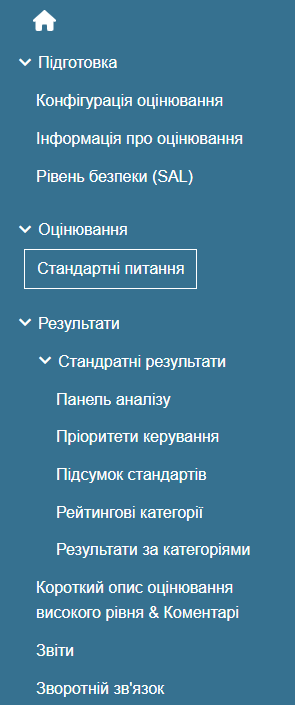 Підготовка
Конфігурація оцінювання
Інформація про оцінювання
Рівень безпеки (SAL)
Оцінювання
Стандартні питання
Результати
Стандратні результати
Панель аналізу
Пріоритети керування
Підсумок стандартів
Рейтингові категорії
Результати за категоріями
Короткий опис оцінювання
високого рівня & Коментарі
Звіти
Зворотній зв'язок